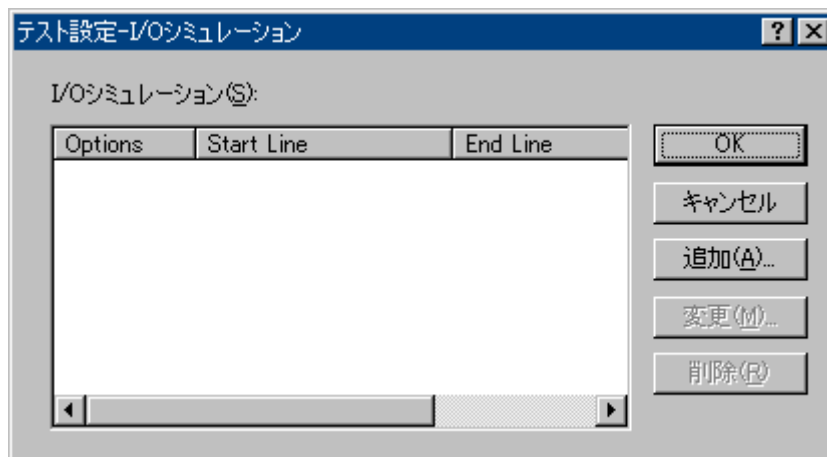 テスト設定-I/Oシミュレーション
I/Oシミュレーション(S):
Options Start Line End Line
OK
キャンセル
追加(A)...
変更(M)...
削除(R)